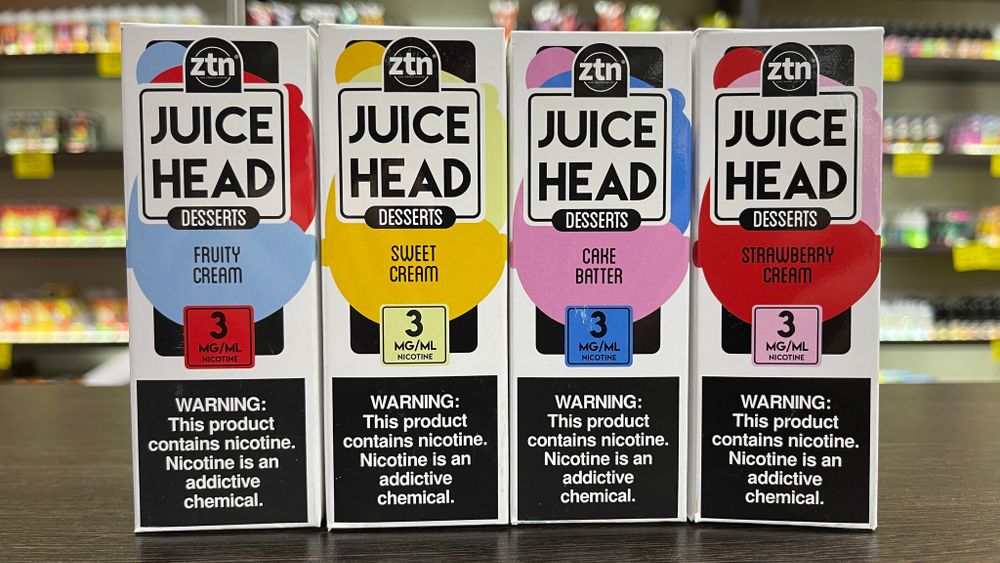 ztn
JUICE
HEAD
DESSERTS
FRUITY
CREAM
3
MG/ML
NICOTINE
WARNING:
This product
contains nicotine.
Nicotine is an
addictive
chemical.
ztn
JUICE
HEAD
DESSERTS
SWEET
CREAM
3
MG/ML
NICOTINE
WARNING:
This product
contains nicotine.
Nicotine is an
addictive
chemical.
ztn
JUICE
HEAD
DESSERTS
CAKE
BATTER
3
MG/ML
NICOTINE
WARNING:
This product
contains nicotine.
Nicotine is an
addictive
chemical.
ztn
JUICE
HEAD
DESSERTS
STRAWBERRY
CREAM
3
MG/ML
NICOTINE
WARNING:
This product
contains nicotine.
Nicotine is an
addictive
chemical.